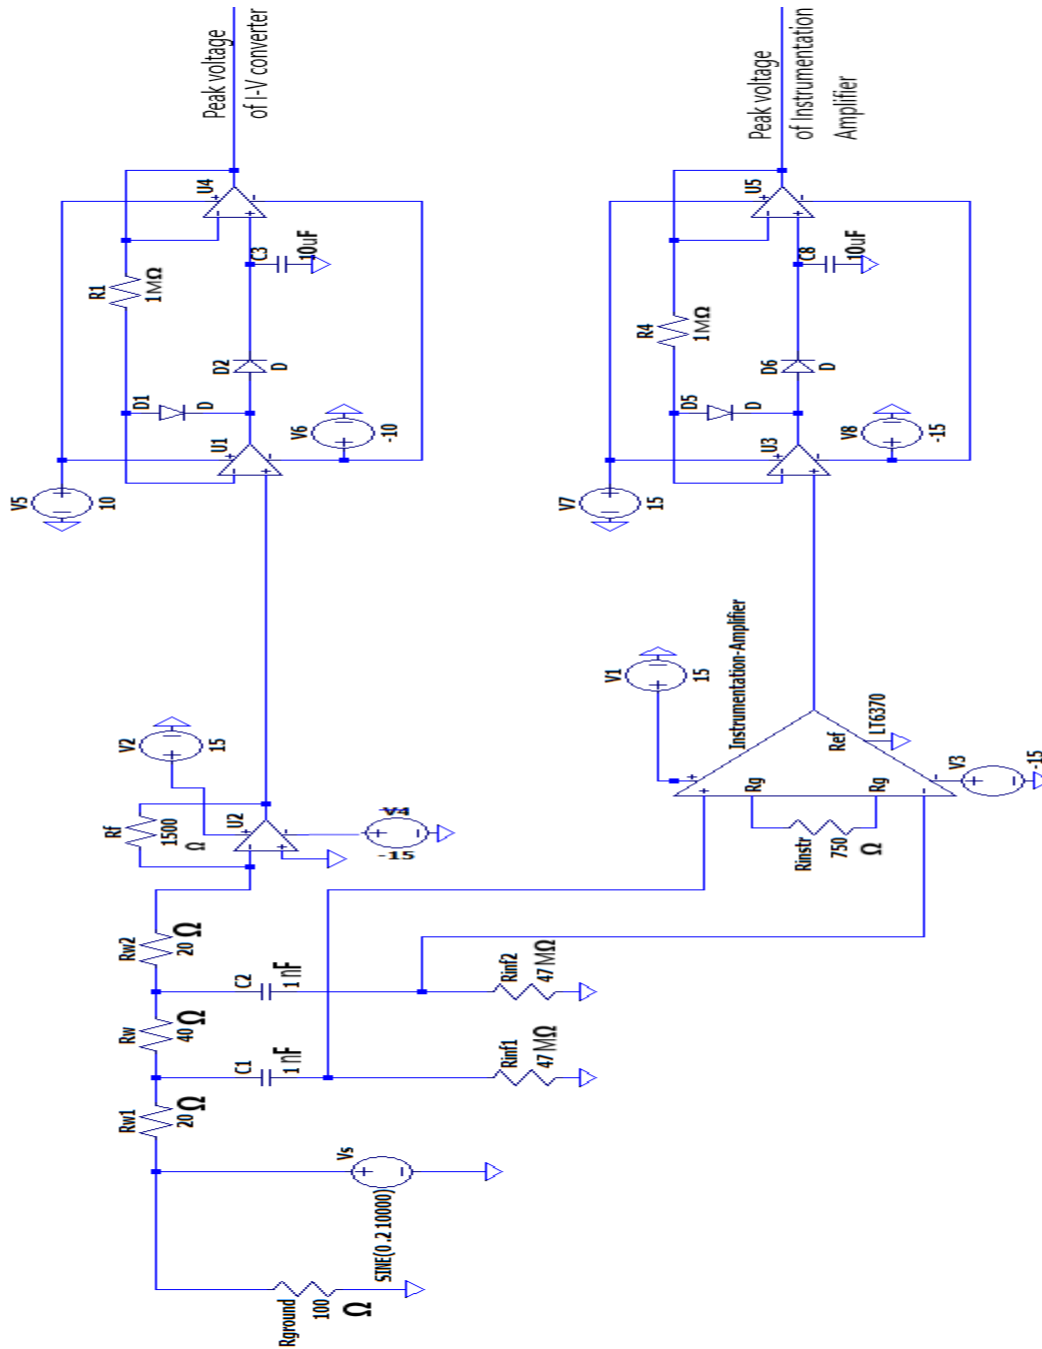 Peak voltage
of I-V converter
Peak voltage
of Instrumentation
Amplifier
V5
10
R1
1MΩ
D1
D
D2
D
U1
U4
C3
10uF
V6
-10
V7
15
R4
1MΩ
D5
D
D6
D
U3
U5
C8
10uF
V8
-15
V2
15
Rf
1500
Ω
U2
V4
-15
V1
15
Instrumentation-Amplifier
Rg
Rg
Ref
LT6370
V3
-15
Rinstr
750
Ω
Rw2
20Ω
Rw
40Ω
Rw1
20Ω
C2
1nF
C1
1nF
Rinf2
47MΩ
Rinf1
47MΩ
Vs
SINE(0 .2 10000)
Rground
100
Ω